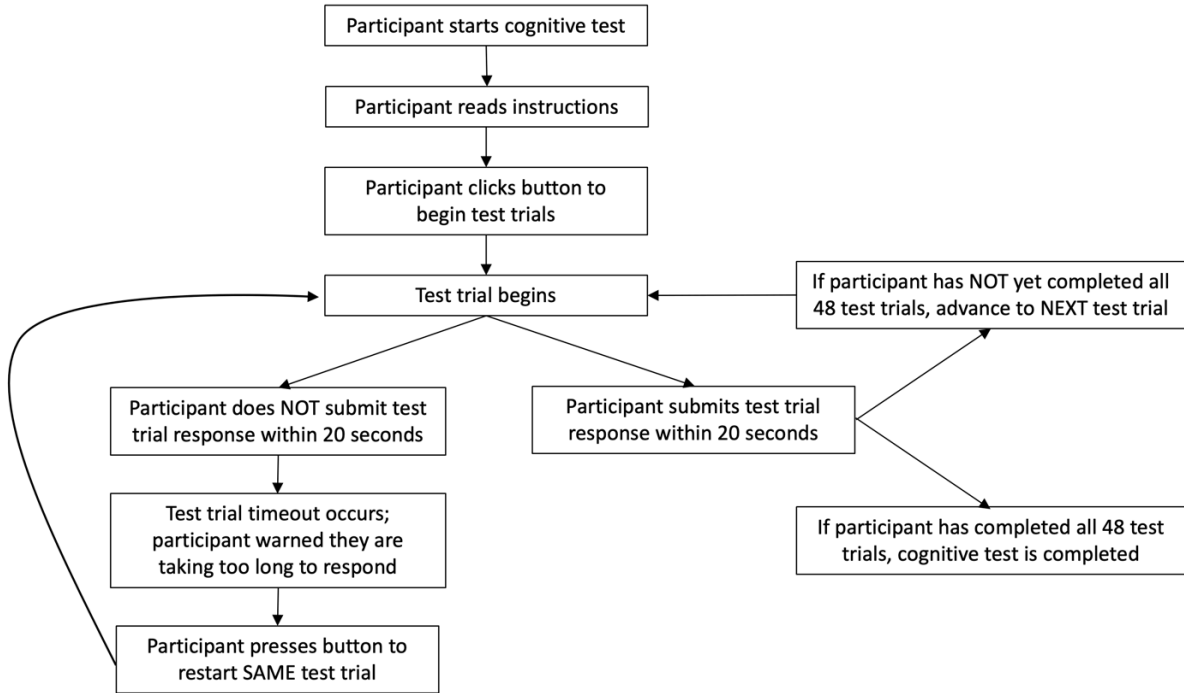 Participant starts cognitive test
Participant reads instructions
Participant clicks button to
begin test trials
Test trial begins
If participant has NOT yet completed all
48 test trials, advance to NEXT test trial
Participant does NOT submit test
trial response within 20 seconds
Participant submits test trial
response within 20 seconds
Test trial timeout occurs;
participant warned they are
taking too long to respond
If participant has completed all 48 test
trials, cognitive test is completed
Participant presses button to
restart SAME test trial